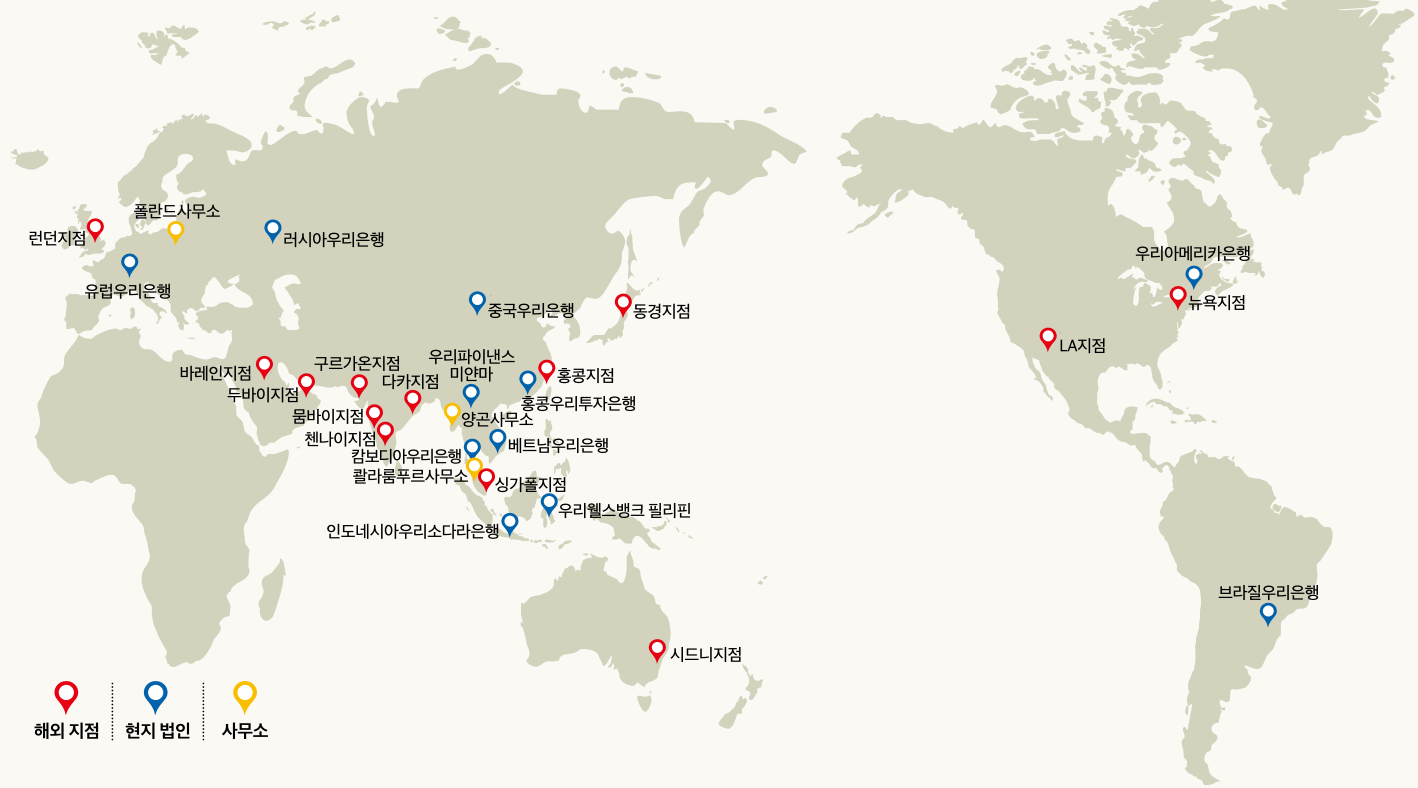 폴란드사무소
런던지점
러시아우리은행
유럽우리은행
우리아메리카은행
뉴욕지점
중국우리은행
동경지점
LA지점
바레인지점
구르가온지점
우리파이낸스
미얀마
두바이지점
다카지점
홍콩지점
홍콩우리투자은행
뭄바이지점
양곤사무소
첸나이지점
베트남우리은행
캄보디아우리은행
콸라룸푸르사무소
싱가폴지점
우리웰스뱅크 필리핀
인도네시아우리소다라은행
브라질우리은행
시드니지점
해외 지점
현지 법인
사무소